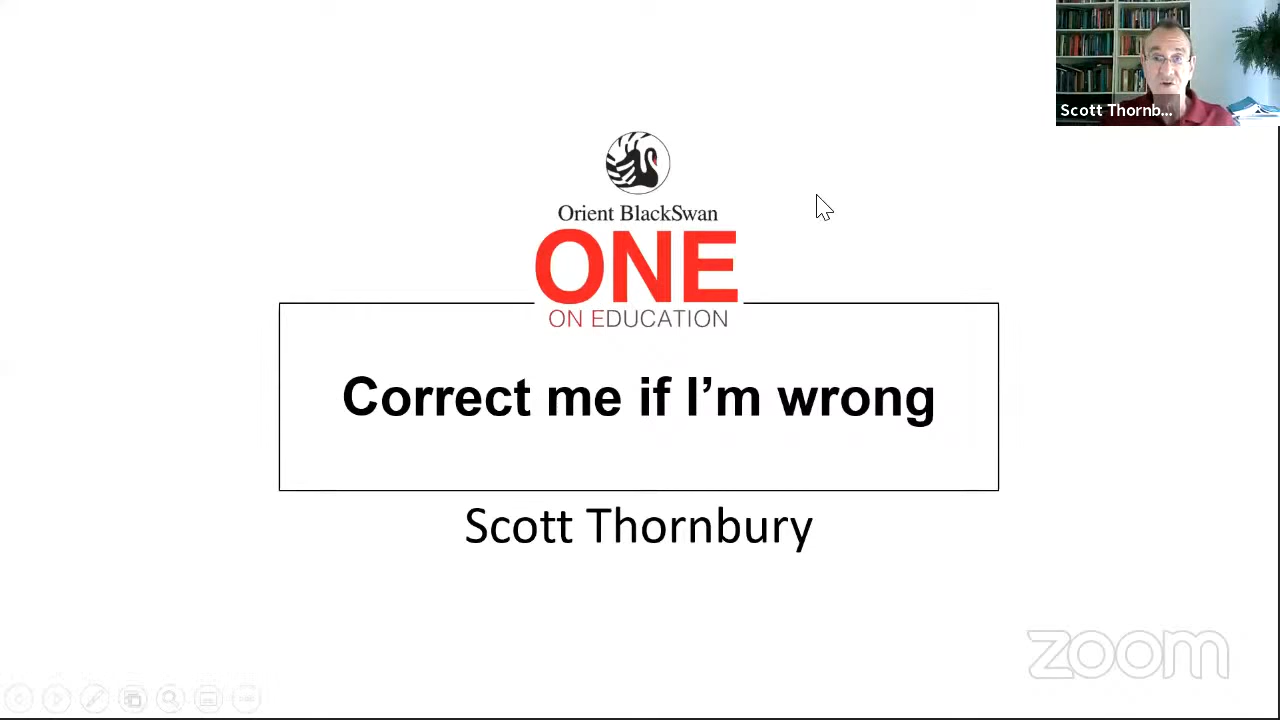 Scott Thornb...
Orient BlackSwan
ONE
ON EDUCATION
Correct me if I’m wrong
Scott Thornbury
zoom